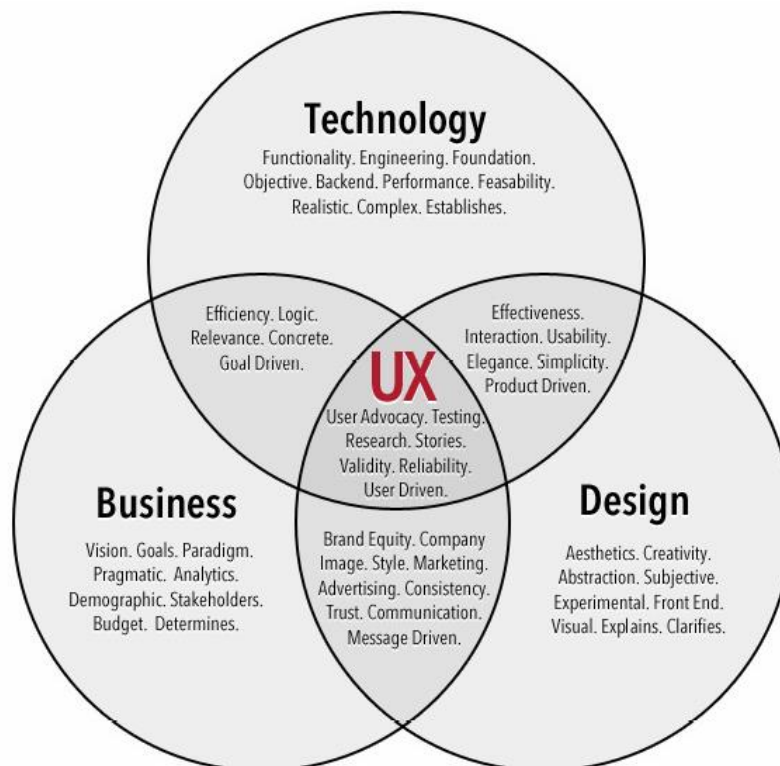 Technology
Functionality. Engineering. Foundation.
Objective. Backend. Performance. Feasability.
Realistic. Complex. Establishes.
Efficiency. Logic.
Relevance. Concrete.
Goal Driven.
Effectiveness.
Interaction. Usability.
Elegance. Simplicity.
Product Driven.
UX
User Advocacy. Testing.
Research. Stories.
Validity. Reliability.
User Driven.
Business
Vision. Goals. Paradigm.
Pragmatic. Analytics.
Demographic. Stakeholders.
Budget. Determines.
Brand Equity. Company
Image. Style. Marketing.
Advertising. Consistency.
Trust. Communication.
Message Driven.
Design
Aesthetics. Creativity.
Abstraction. Subjective.
Experimental. Front End.
Visual. Explains. Clarifies.